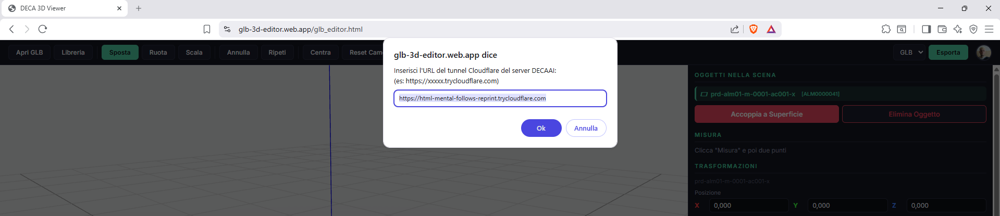 DECA 3D Viewer
glb-3d-editor.web.app/glb_editor.html
Apri GLB Libreria Sposta Ruota Scala Annulla Ripeti Centra Reset Cam GLB Esporta
glb-3d-editor.web.app dice
Inserisci l'URL del tunnel Cloudflare del server DECAAI:
(es: https://xxxxx.trycloudflare.com)
https://html-mental-follows-reprint.trycloudflare.com
Ok Annulla
OGGETTI NELLA SCENA
prd-alm01-m-0001-ac001-x [ALM0000041]
Accoppia a Superficie Elimina Oggetto
MISURA
Clicca "Misura" e poi due punti
TRASFORMAZIONI
prd-alm01-m-0001-ac001-x
Posizione
X 0,000 Y 0,000 Z 0,000